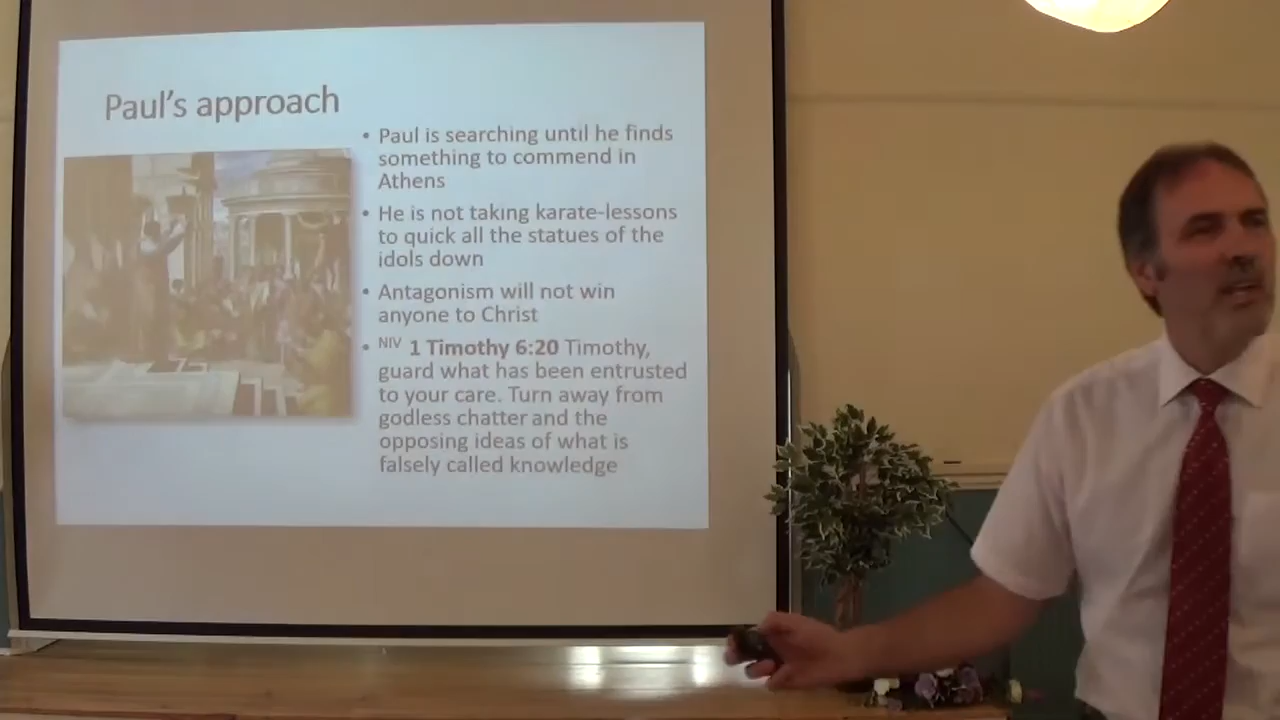 Paul's approach
• Paul is searching until he finds
something to commend in
Athens
• He is not taking karate-lessons
to quick all the statues of the
idols down
• Antagonism will not win
anyone to Christ
• NIV 1 Timothy 6:20 Timothy,
guard what has been entrusted
to your care. Turn away from
godless chatter and the
opposing ideas of what is
falsely called knowledge